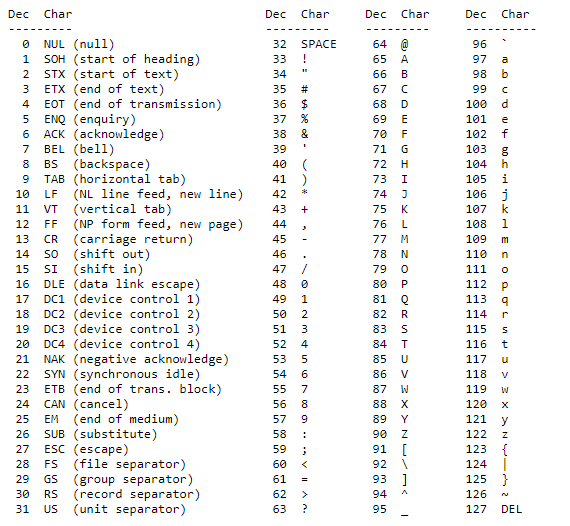 Dec  Char                           Dec  Char     Dec  Char     Dec  Char
---------                           ---------     ---------     ----------
  0  NUL (null)                      32  SPACE     64  @         96  `
  1  SOH (start of heading)          33  !         65  A         97  a
  2  STX (start of text)             34  "         66  B         98  b
  3  ETX (end of text)               35  #         67  C         99  c
  4  EOT (end of transmission)       36  $         68  D        100  d
  5  ENQ (enquiry)                   37  %         69  E        101  e
  6  ACK (acknowledge)               38  &         70  F        102  f
  7  BEL (bell)                      39  '         71  G        103  g
  8  BS  (backspace)                 40  (         72  H        104  h
  9  TAB (horizontal tab)            41  )         73  I        105  i
 10  LF  (NL line feed, new line)    42  *         74  J        106  j
 11  VT  (vertical tab)              43  +         75  K        107  k
 12  FF  (NP form feed, new page)    44  ,         76  L        108  l
 13  CR  (carriage return)           45  -         77  M        109  m
 14  SO  (shift out)                 46  .         78  N        110  n
 15  SI  (shift in)                  47  /         79  O        111  o
 16  DLE (data link escape)          48  0         80  P        112  p
 17  DC1 (device control 1)          49  1         81  Q        113  q
 18  DC2 (device control 2)          50  2         82  R        114  r
 19  DC3 (device control 3)          51  3         83  S        115  s
 20  DC4 (device control 4)          52  4         84  T        116  t
 21  NAK (negative acknowledge)      53  5         85  U        117  u
 22  SYN (synchronous idle)          54  6         86  V        118  v
 23  ETB (end of trans. block)       55  7         87  W        119  w
 24  CAN (cancel)                    56  8         88  X        120  x
 25  EM  (end of medium)             57  9         89  Y        121  y
 26  SUB (substitute)                58  :         90  Z        122  z
 27  ESC (escape)                    59  ;         91  [        123  {
 28  FS  (file separator)            60  <         92  \        124  |
 29  GS  (group separator)           61  =         93  ]        125  }
 30  RS  (record separator)          62  >         94  ^        126  ~
 31  US  (unit separator)            63  ?         95  _        127  DEL